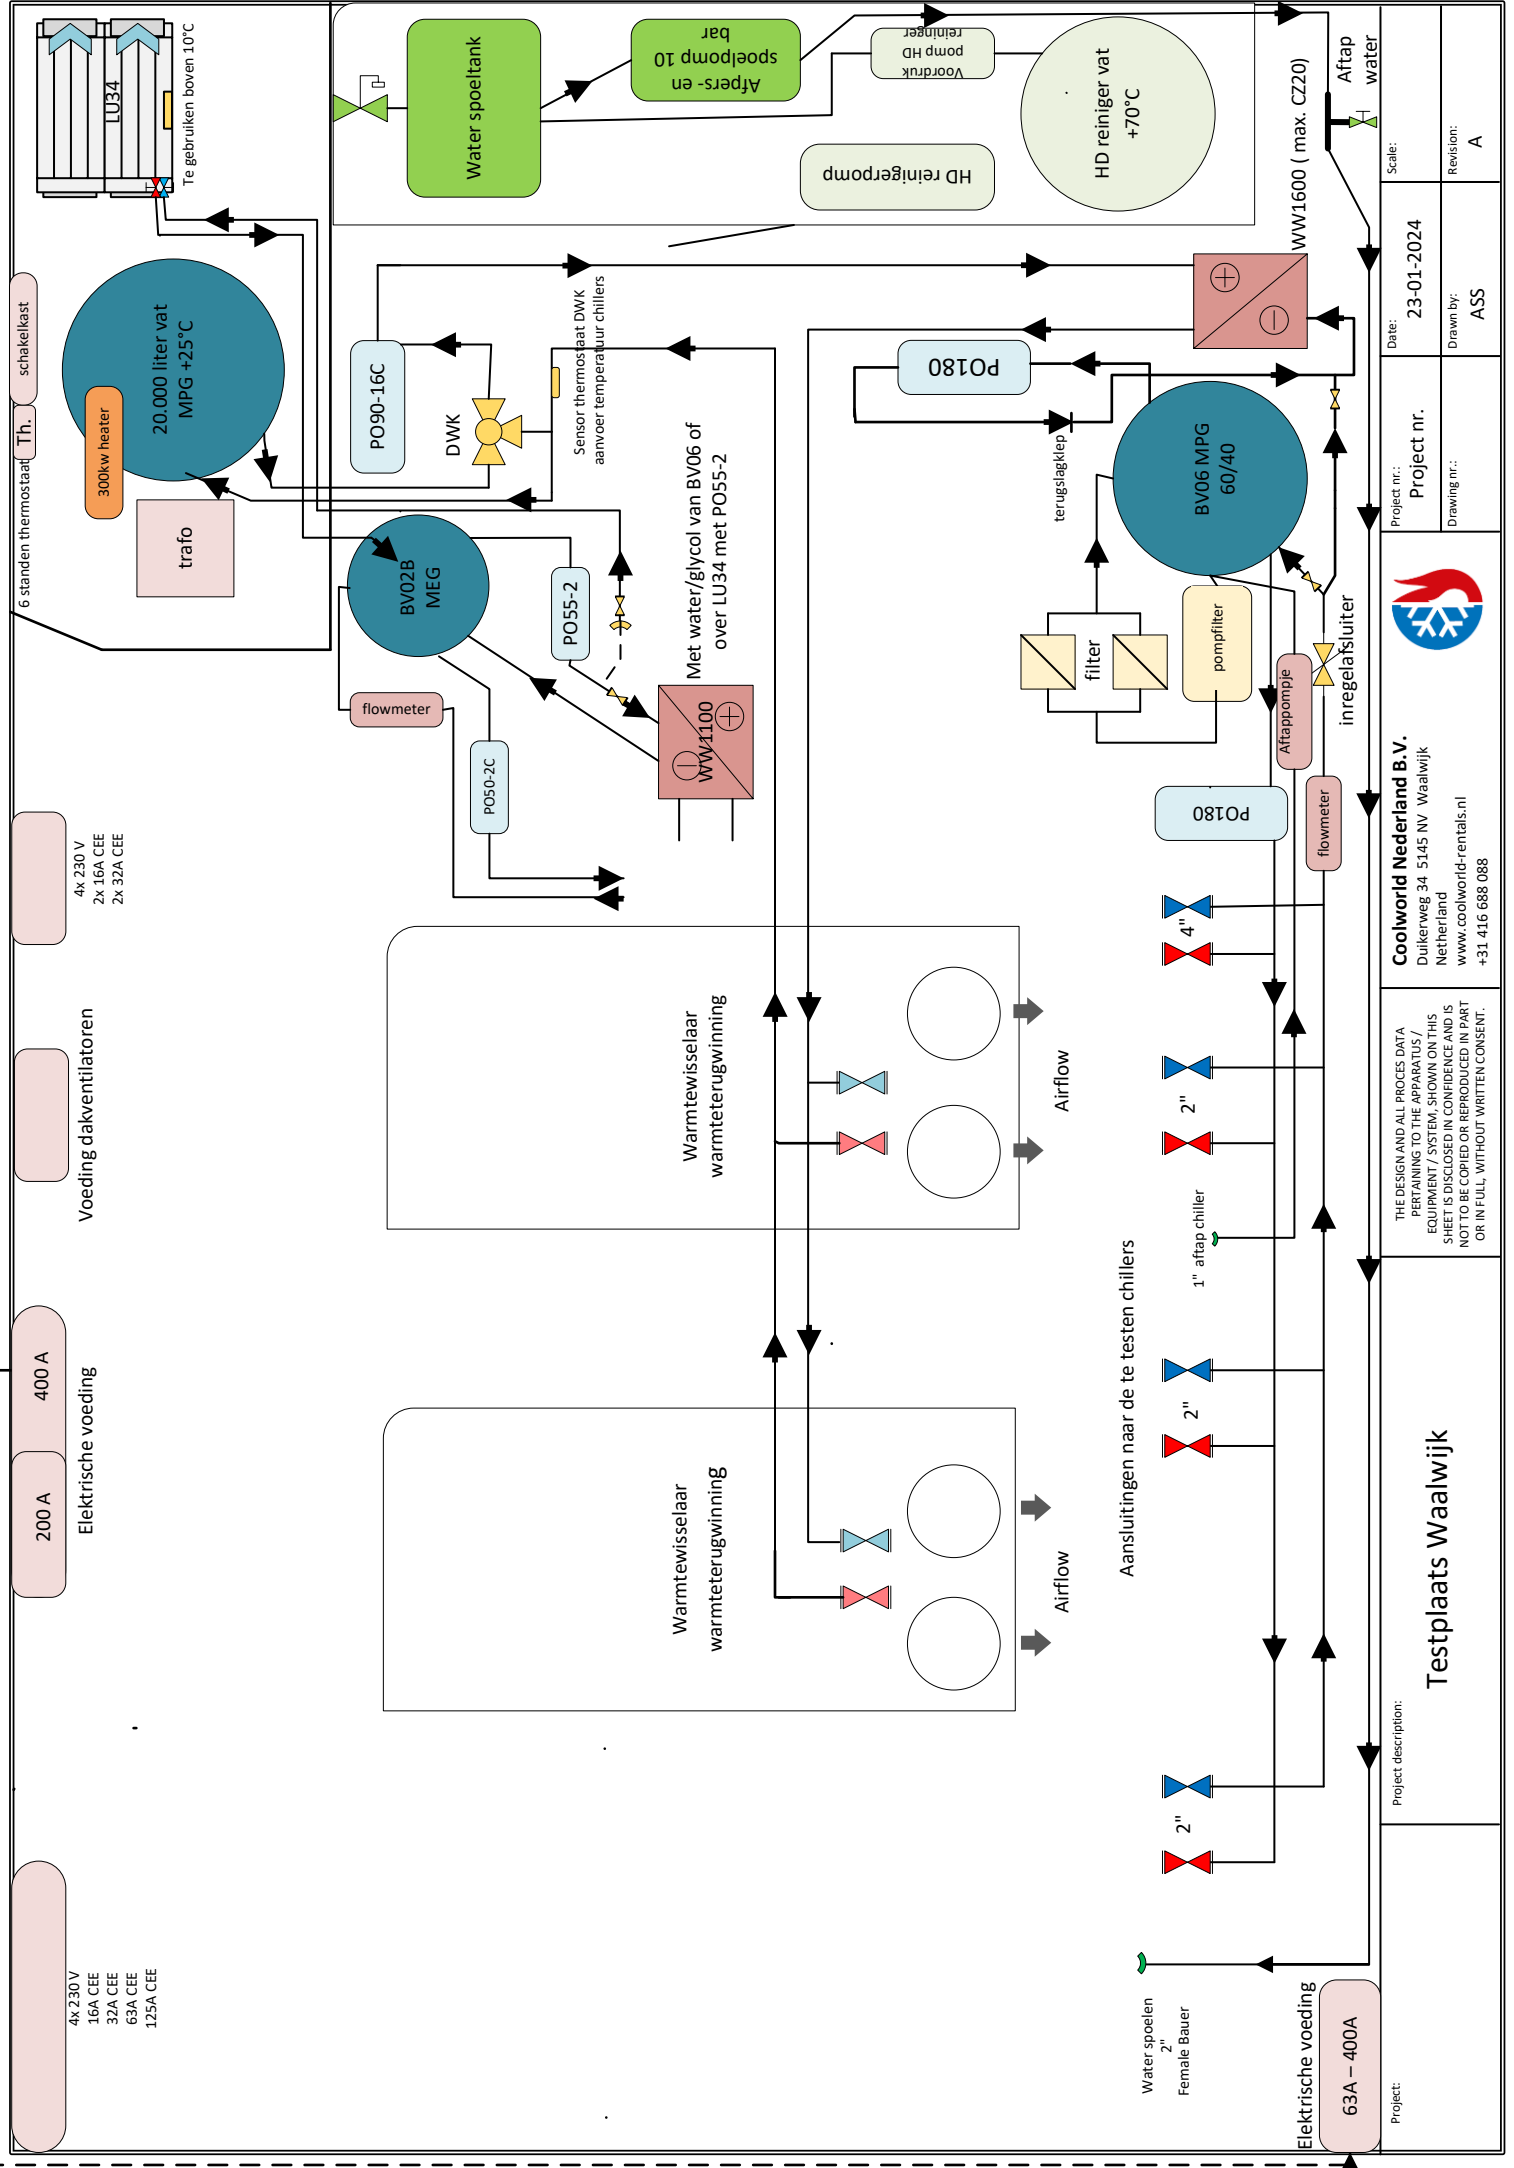 4x 230 V
16A CEE
32A CEE
63A CEE
125A CEE
200 A
400 A
Elektrische voeding
Voeding dakventilatoren
4x 230 V
2x 16A CEE
2x 32A CEE
6 standen thermostaat
Th.
schakelkast
300kw heater
trafo
20.000 liter vat
MPG +25°C
LU34
Te gebruiken boven 10°C
BV02B
MEG
flowmeter
PO50-2C
PO55-2
WW1100
Met water/glycol van BV06 of
over LU34 met PO55-2
PO90-16C
DWK
Sensor thermostaat DWK
aanvoer temperatuur chillers
Water spoeltank
Afpers- en
spoelpomp 10
bar
Voordruk
pomp HD
reininger
HD reinigerpomp
HD reiniger vat
+70°C
WW1600 ( max. CZ20)
Aftap
water
PO180
terugslagklep
BV06 MPG
60/40
filter
pompfilter
Aftappompje
inregelafsluiter
PO180
flowmeter
Warmtewisselaar
warmteterugwinning
Airflow
Warmtewisselaar
warmteterugwinning
Airflow
Aansluitingen naar de te testen chillers
4"
2"
1" aftap chiller
2"
2"
Water spoelen
2"
Female Bauer
Elektrische voeding
63A – 400A
Project:
Project description:
Testplaats Waalwijk
THE DESIGN AND ALL PROCES DATA
PERTAINING TO THE APPARATUS /
EQUIPMENT / SYSTEM, SHOWN ON THIS
SHEET IS DISCLOSED IN CONFIDENCE AND IS
NOT TO BE COPIED OR REPRODUCED IN PART
OR IN FULL, WITHOUT WRITTEN CONSENT.
Coolworld Nederland B.V.
Duikerweg 34 5145 NV Waalwijk
Netherland
www.coolworld-rentals.nl
+31 416 688 088
Project nr.:
Project nr.
Drawing nr.:
Date:
23-01-2024
Drawn by:
ASS
Scale:
Revision:
A